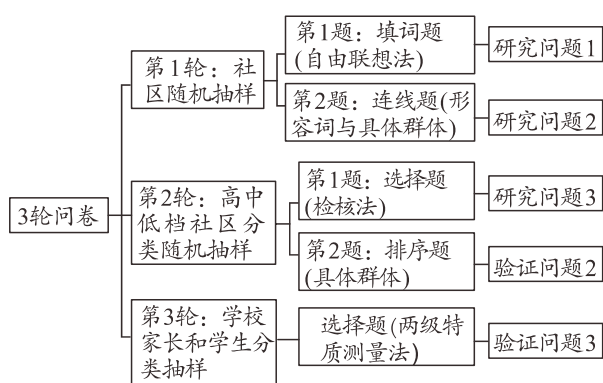 3轮问卷
第1轮：社
区随机抽样
第1题：填词题
(自由联想法)
研究问题1
第2题：连线题(形
容词与具体群体)
研究问题2
第2轮：高中
低档社区分
类随机抽样
第1题：选择题
(检核法)
研究问题3
第2题：排序题
(具体群体)
验证问题2
第3轮：学校
家长和学生分
类抽样
选择题(两级特
质测量法)
验证问题3